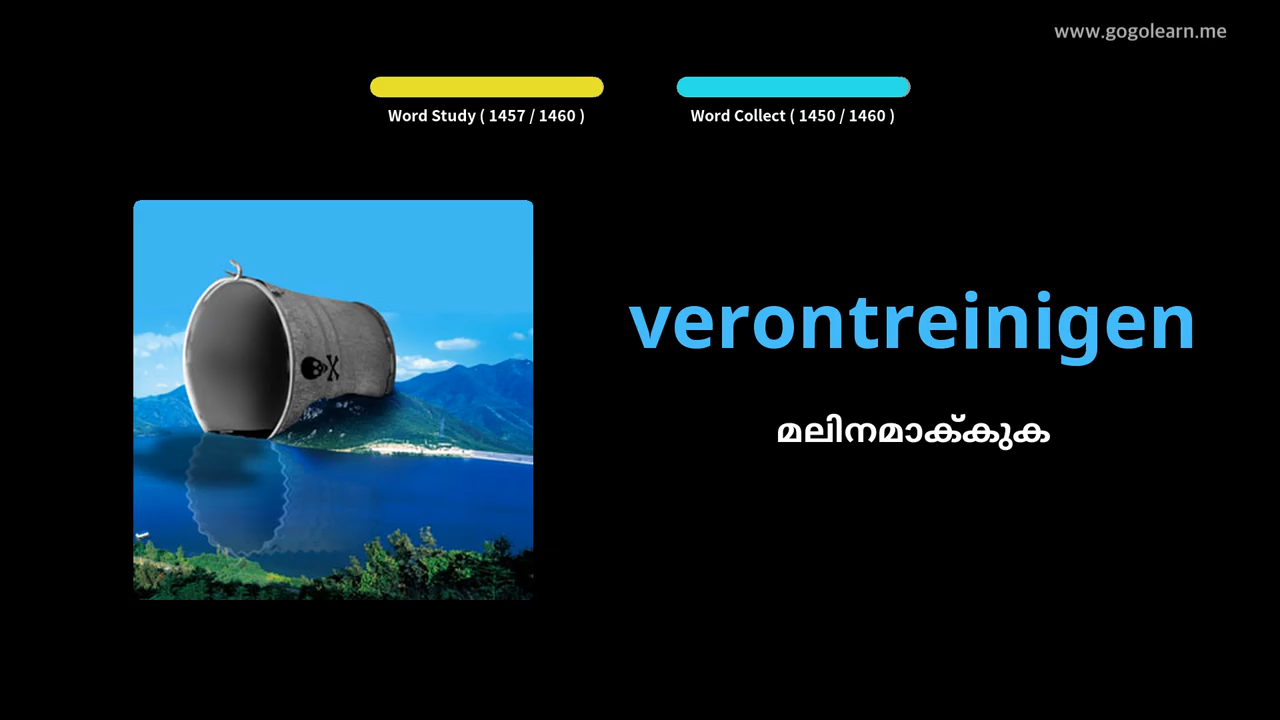 www.gogolearn.me
Word Study ( 1457 / 1460 )
Word Collect ( 1450 / 1460 )
verontreinigen
മലിനമാക്കുക